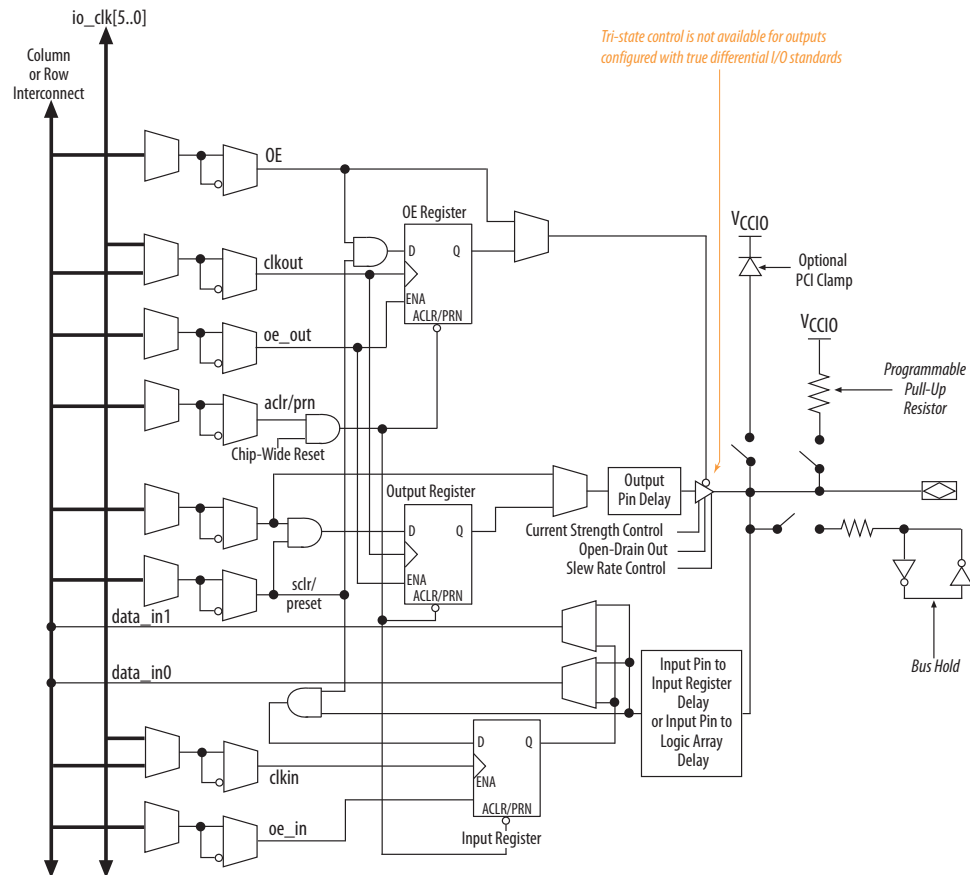 io_clk[5..0]
Column
or Row
Interconnect
Tri-state control is not available for outputs
configured with true differential I/O standards
OE
OE Register
D
Q
ENA
ACLR/PRN
clkout
oe_out
aclr/prn
Chip-Wide Reset
VCCIO
Optional
PCI Clamp
VCCIO
Programmable
Pull-Up
Resistor
Output Register
D
Q
ENA
ACLR/PRN
Output
Pin Delay
Current Strength Control
Open-Drain Out
Slew Rate Control
sclr/
preset
data_in1
data_in0
Bus Hold
Input Pin to
Input Register
Delay
or Input Pin to
Logic Array
Delay
D
Q
ENA
ACLR/PRN
Input Register
clkin
oe_in